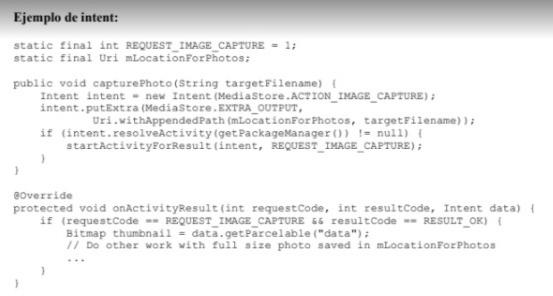 Ejemplo de intent:
static final int REQUEST_IMAGE_CAPTURE = 1;
static final Uri mLocationForPhotos;
public void capturePhoto(String targetFilename) {
    Intent intent = new Intent(MediaStore.ACTION_IMAGE_CAPTURE);
    intent.putExtra(MediaStore.EXTRA_OUTPUT,
            Uri.withAppendedPath(mLocationForPhotos, targetFilename));
    if (intent.resolveActivity(getPackageManager()) != null) {
        startActivityForResult(intent, REQUEST_IMAGE_CAPTURE);
    }
}
@Override
protected void onActivityResult(int requestCode, int resultCode, Intent data) {
    if (requestCode == REQUEST_IMAGE_CAPTURE && resultCode == RESULT_OK) {
        Bitmap thumbnail = data.getParcelable("data");
        // Do other work with full size photo saved in mLocationForPhotos
        ...
    }
}